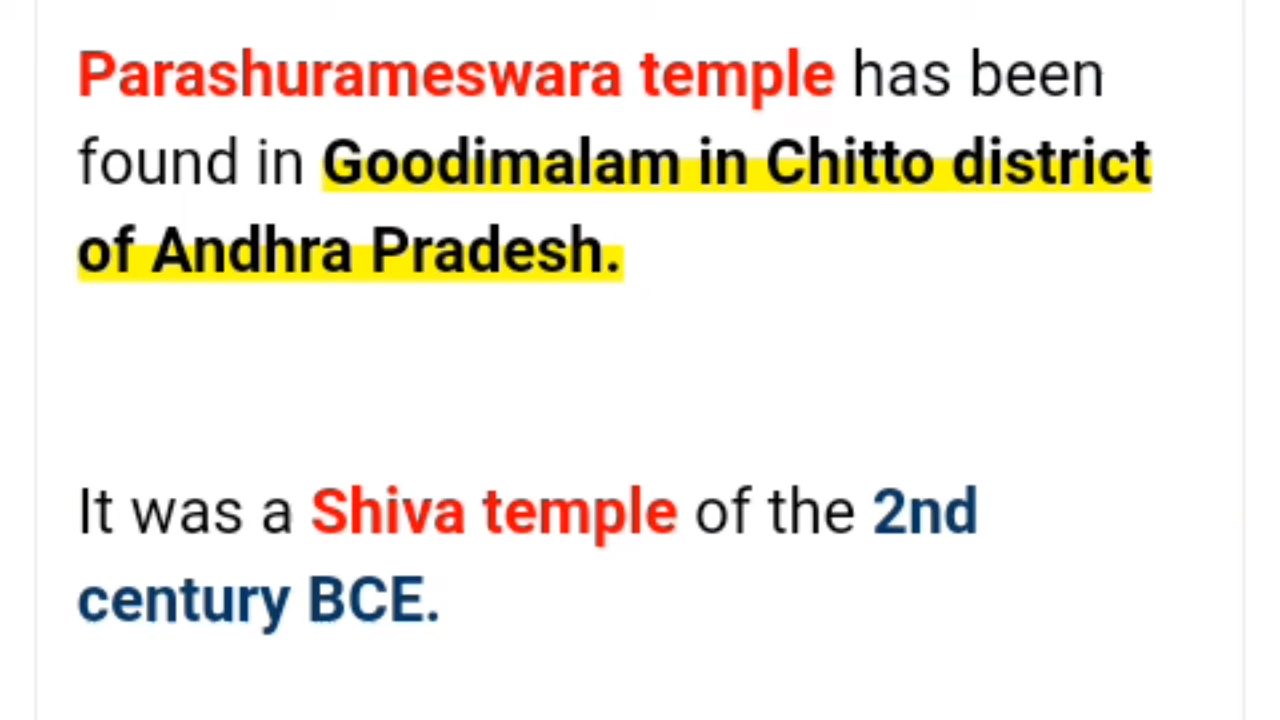 Parashurameswara temple has been
found in Goodimalam in Chitto district
of Andhra Pradesh.
It was a Shiva temple of the 2nd
century BCE.